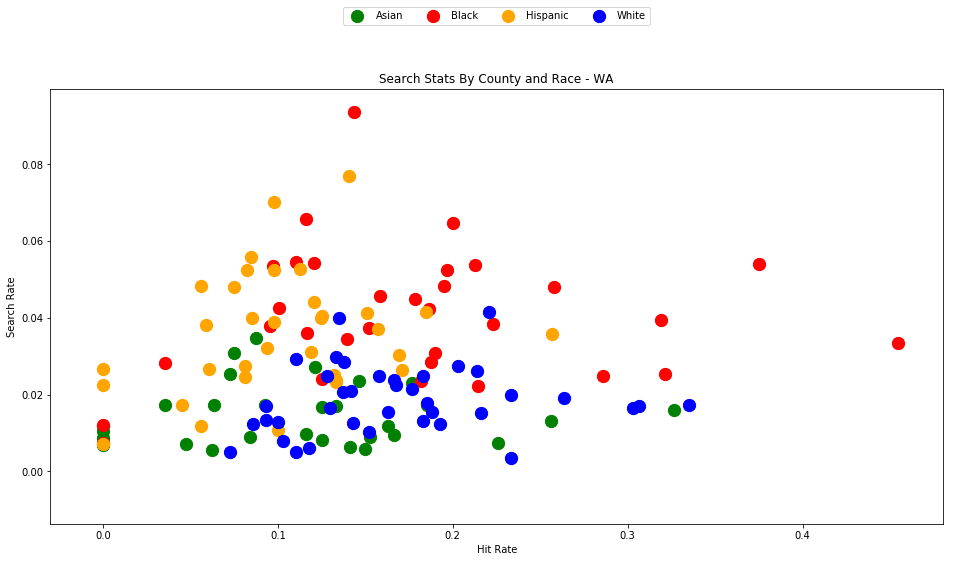 Asian Black Hispanic White
Search Stats By County and Race - WA
Search Rate
0.08
0.06
0.04
0.02
0.00
0.0 0.1 0.2 0.3 0.4
Hit Rate